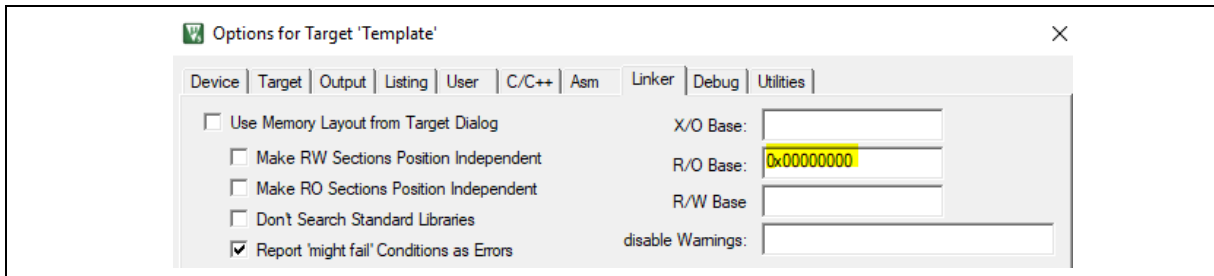 Options for Target 'Template'
Device Target Output Listing User C/C++ Asm Linker Debug Utilities
Use Memory Layout from Target Dialog
X/O Base:
Make RW Sections Position Independent
R/O Base: 0x00000000
Make RO Sections Position Independent
R/W Base
Don't Search Standard Libraries
disable Warnings:
Report 'might fail' Conditions as Errors